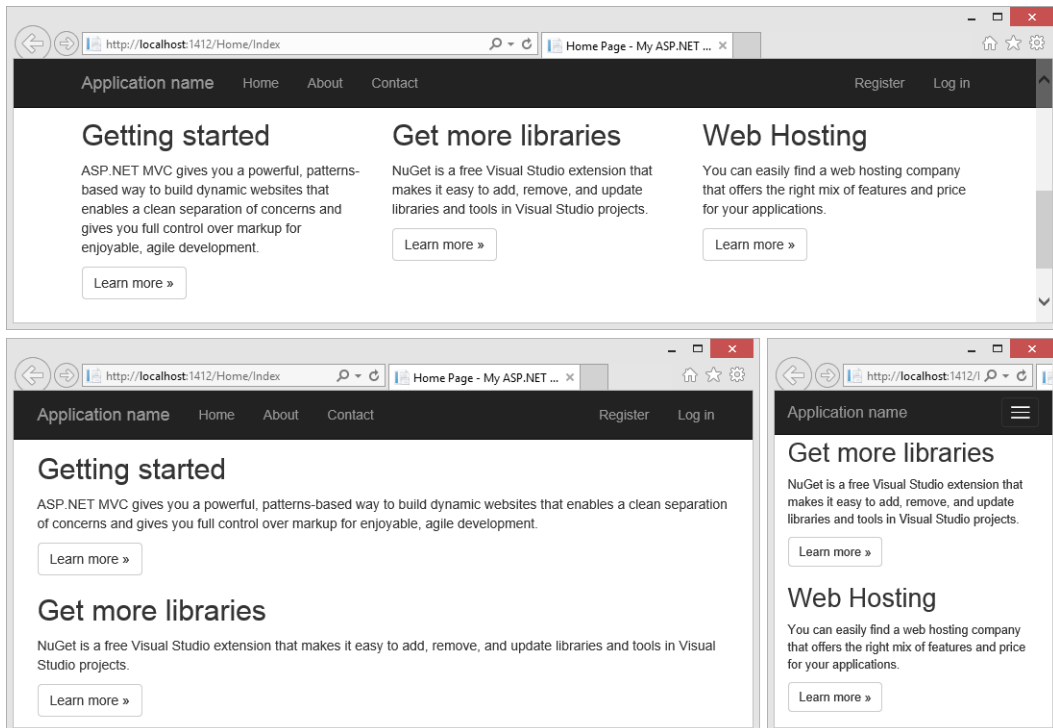 http://localhost:1412/Home/Index
Home Page - My ASP.NET ...
Application name Home About Contact Register Log in
Getting started
ASP.NET MVC gives you a powerful, patterns-
based way to build dynamic websites that
enables a clean separation of concerns and
gives you full control over markup for
enjoyable, agile development.
Learn more »
Get more libraries
NuGet is a free Visual Studio extension that
makes it easy to add, remove, and update
libraries and tools in Visual Studio projects.
Learn more »
Web Hosting
You can easily find a web hosting company
that offers the right mix of features and price
for your applications.
Learn more »
http://localhost:1412/Home/Index
Home Page - My ASP.NET ...
Application name Home About Contact Register Log in
Getting started
ASP.NET MVC gives you a powerful, patterns-based way to build dynamic websites that enables a clean separation
of concerns and gives you full control over markup for enjoyable, agile development.
Learn more »
Get more libraries
NuGet is a free Visual Studio extension that makes it easy to add, remove, and update libraries and tools in Visual
Studio projects.
Learn more »
http://localhost:1412/
Application name
Get more libraries
NuGet is a free Visual Studio extension that
makes it easy to add, remove, and update
libraries and tools in Visual Studio projects.
Learn more »
Web Hosting
You can easily find a web hosting company
that offers the right mix of features and price
for your applications.
Learn more »